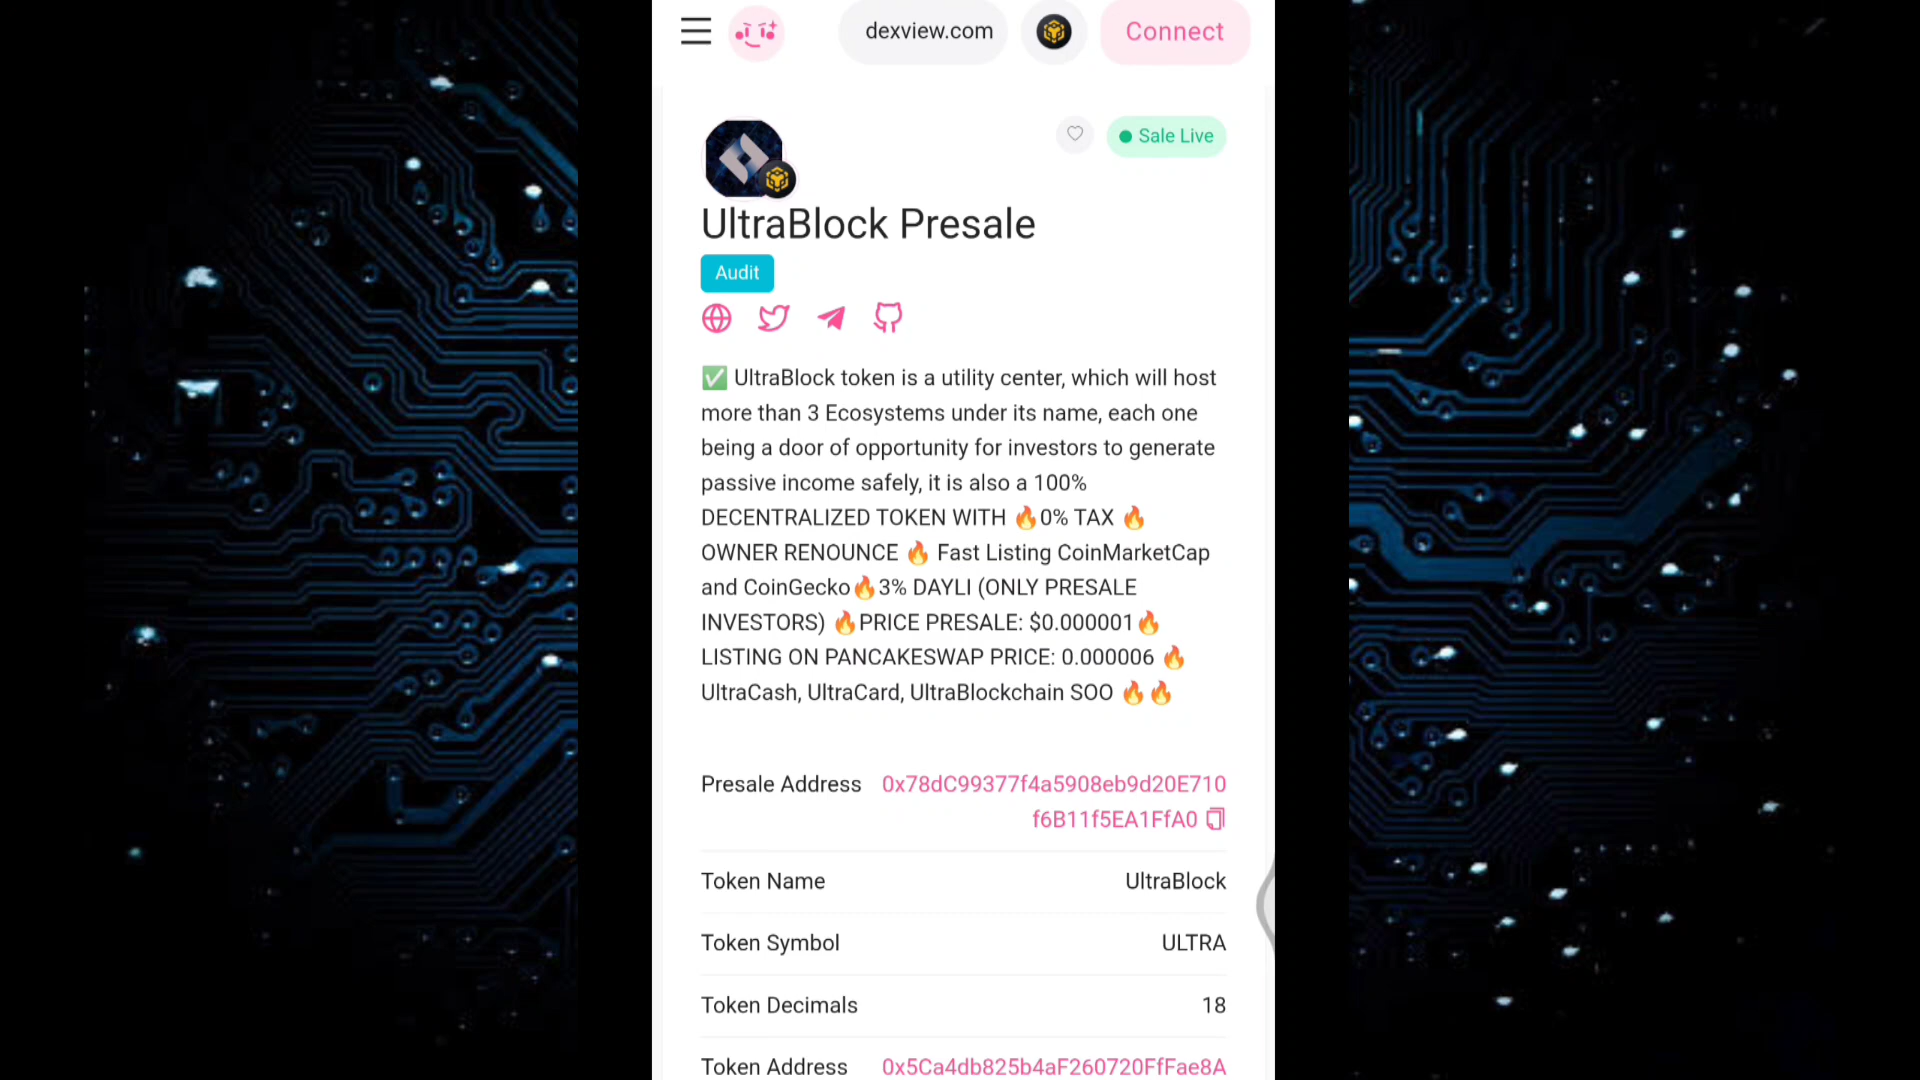 dexview.com
Connect
Sale Live
UltraBlock Presale
Audit
✅ UltraBlock token is a utility center, which will host
more than 3 Ecosystems under its name, each one
being a door of opportunity for investors to generate
passive income safely, it is also a 100%
DECENTRALIZED TOKEN WITH 🔥0% TAX 🔥
OWNER RENOUNCE 🔥 Fast Listing CoinMarketCap
and CoinGecko🔥3% DAYLI (ONLY PRESALE
INVESTORS) 🔥PRICE PRESALE: $0.000001🔥
LISTING ON PANCAKESWAP PRICE: 0.000006 🔥
UltraCash, UltraCard, UltraBlockchain SOO 🔥🔥
Presale Address 0x78dC99377f4a5908eb9d20E710
f6B11f5EA1FfA0
Token Name UltraBlock
Token Symbol ULTRA
Token Decimals 18
Token Address 0x5Ca4db825b4aF260720FfFae8A